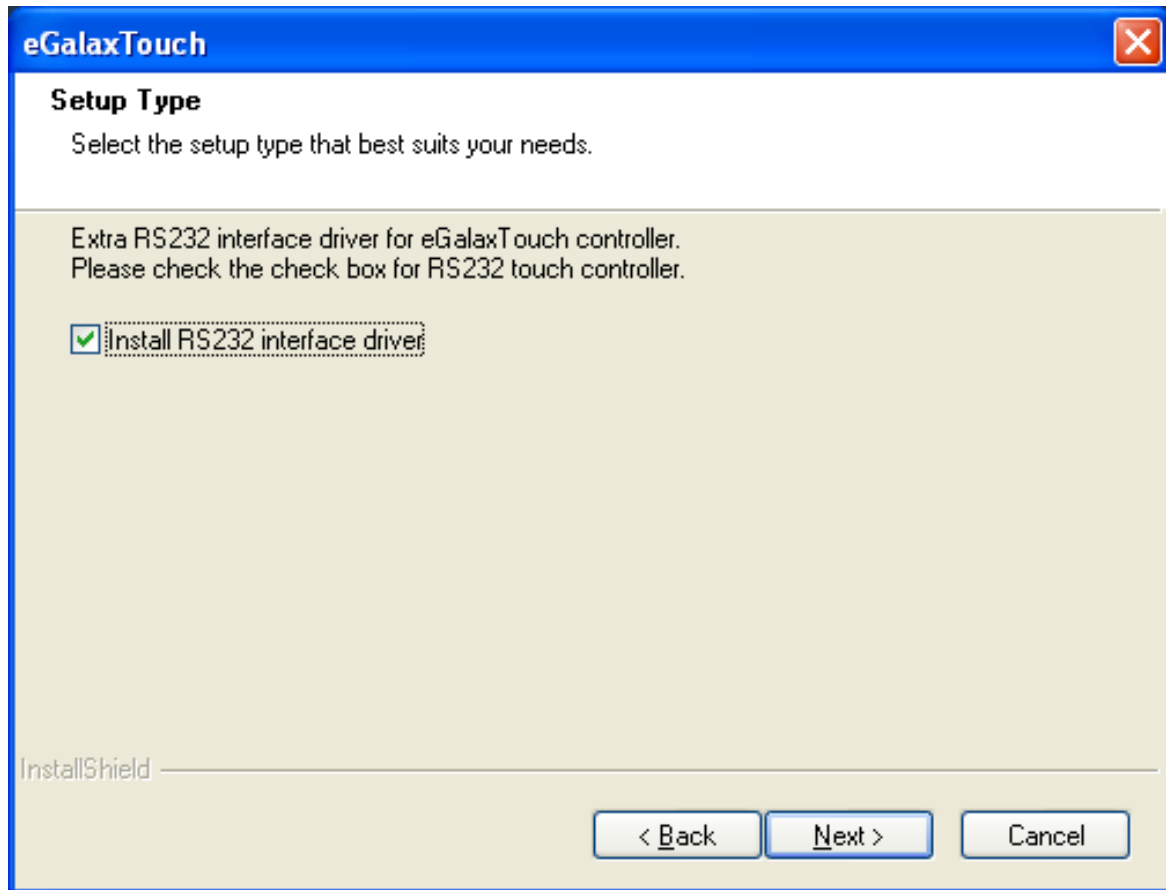 eGalaxTouch
Setup Type
Select the setup type that best suits your needs.
Extra RS232 interface driver for eGalaxTouch controller.
Please check the check box for RS232 touch controller.
Install RS232 interface driver
InstallShield
< Back Next > Cancel